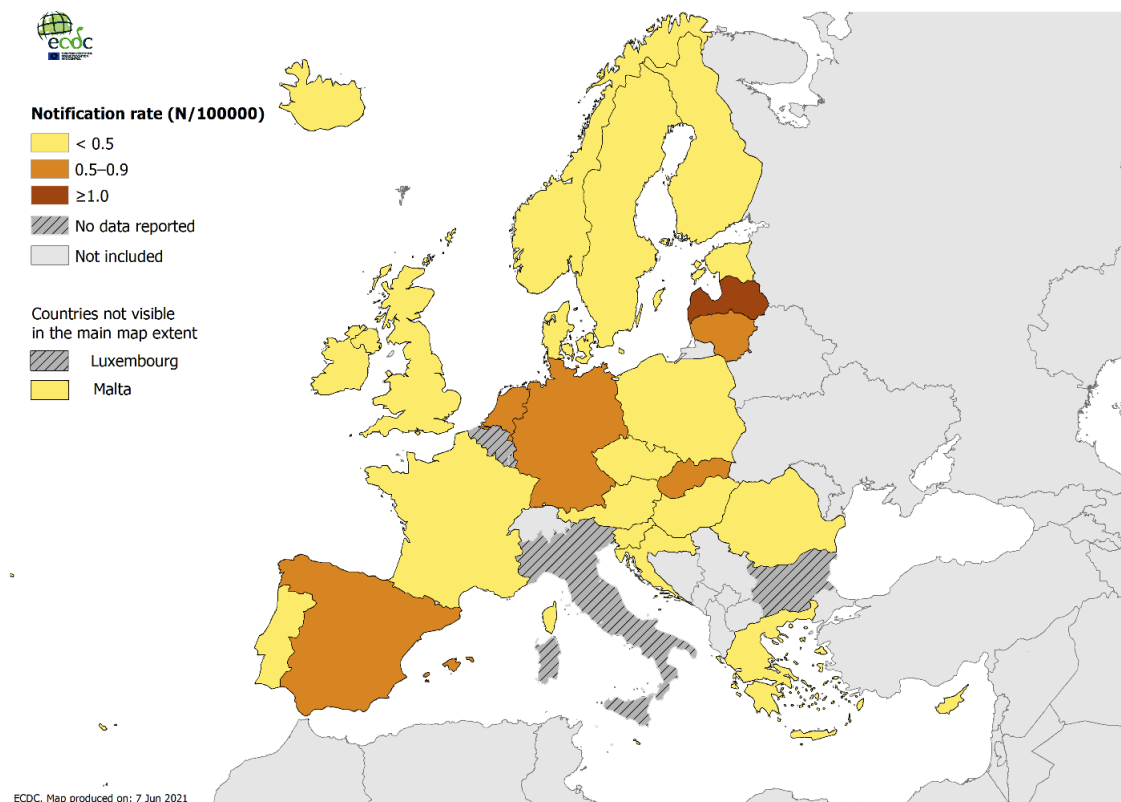 ecdc
Notification rate (N/100000)
< 0.5
0.5–0.9
≥1.0
No data reported
Not included
Countries not visible
in the main map extent
Luxembourg
Malta
ECDC. Map produced on: 7 Jun 2021